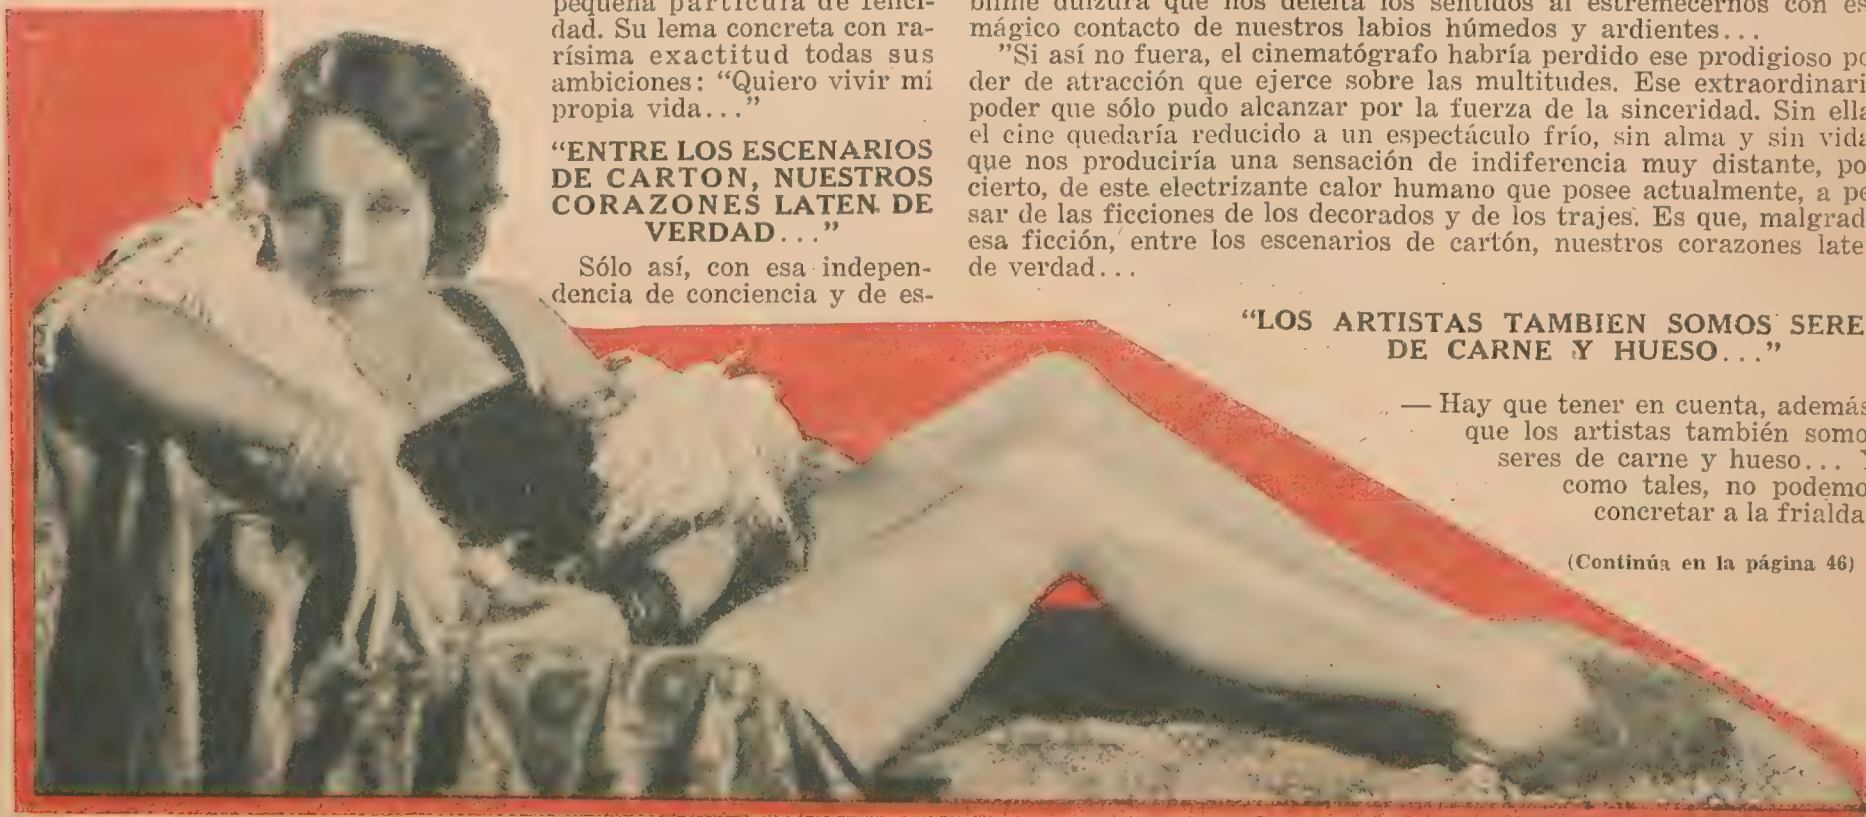 pequeña partícula de felici-
dad. Su lema concreta con ra-
rísima exactitud todas sus
ambiciones: “Quiero vivir mi
propia vida...”
“ENTRE LOS ESCENARIOS
DE CARTON, NUESTROS
CORAZONES LATEN DE
VERDAD...”
Sólo así, con esa indepen-
dencia de conciencia y de es-
blime dulzura que nos deleita los sentidos al estremecernos con es
mágico contacto de nuestros labios húmedos y ardientes...
”Si así no fuera, el cinematógrafo habría perdido ese prodigioso po
der de atracción que ejerce sobre las multitudes. Ese extraordinari
poder que sólo pudo alcanzar por la fuerza de la sinceridad. Sin ella
el cine quedaría reducido a un espectáculo frío, sin alma y sin vida
que nos produciría una sensación de indiferencia muy distante, po
cierto, de este electrizante calor humano que posee actualmente, a pe
sar de las ficciones de los decorados y de los trajes. Es que, malgrad
esa ficción, entre los escenarios de cartón, nuestros corazones late
de verdad...
“LOS ARTISTAS TAMBIEN SOMOS SERE
DE CARNE Y HUESO...”
— Hay que tener en cuenta, además
que los artistas también somo
seres de carne y hueso...
como tales, no podemo
concretar a la frialda
(Continúa en la página 46)